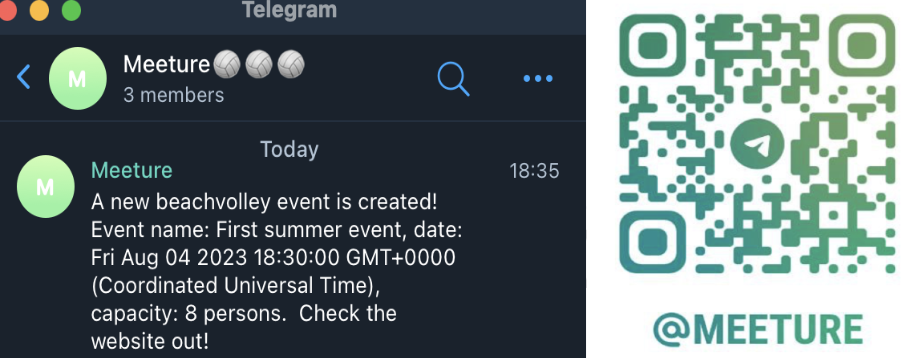 Telegram
Meeture🏐🏐🏐
3 members
Today
M
Meeture
18:35
M
A new beachvolley event is created!
Event name: First summer event, date:
Fri Aug 04 2023 18:30:00 GMT+0000
(Coordinated Universal Time),
capacity: 8 persons.  Check the
website out!
@MEETURE